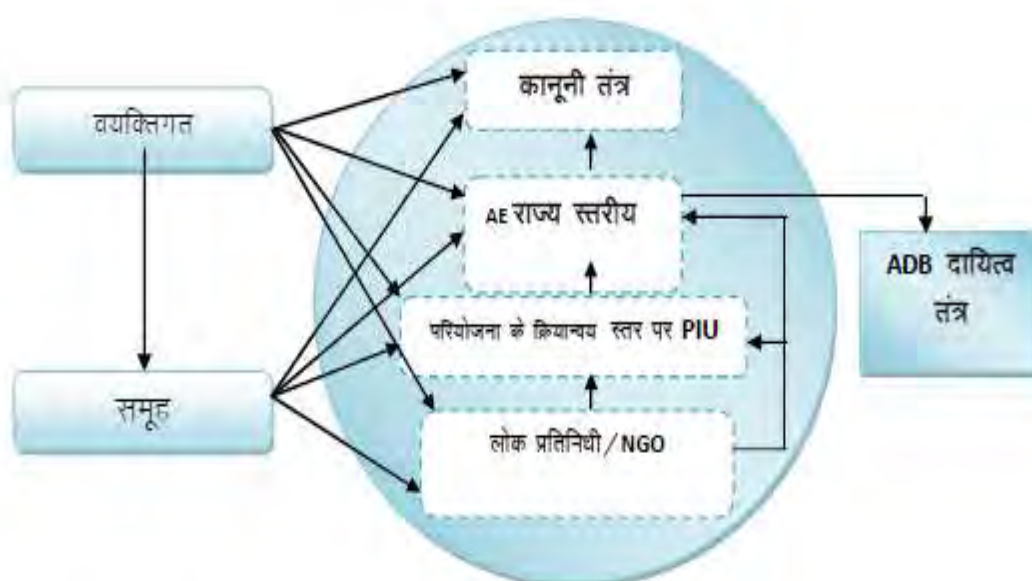 वयक्तिगत
समूह
कानूनी तंत्र
AE राज्य स्तरीय
परियोजना के क्रियान्वय स्तर पर PIU
लोक प्रतिनिधी/NGO
ADB दायित्व
तंत्र